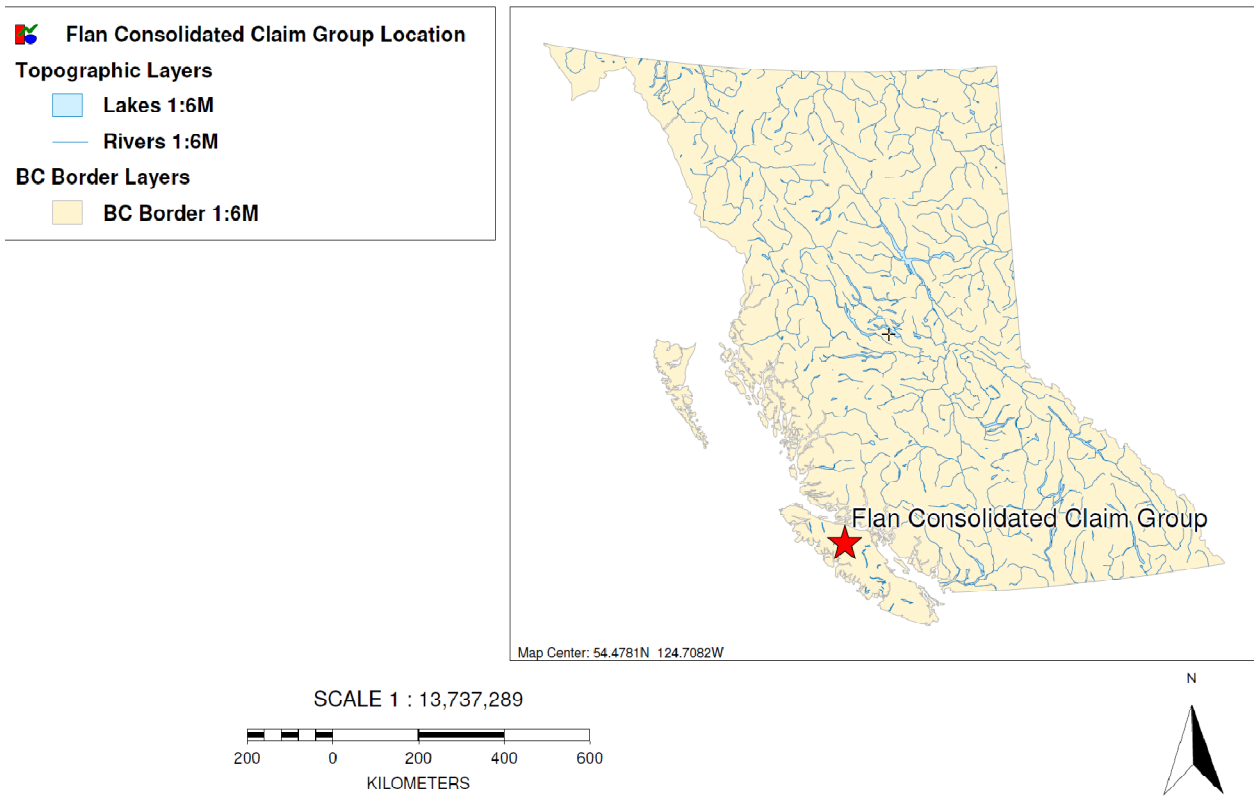 Flan Consolidated Claim Group Location
Topographic Layers
Lakes 1:6M
Rivers 1:6M
BC Border Layers
BC Border 1:6M
Flan Consolidated Claim Group
Map Center: 54.4781N 124.7082W
SCALE 1 : 13,737,289
200 0 200 400 600
KILOMETERS
N